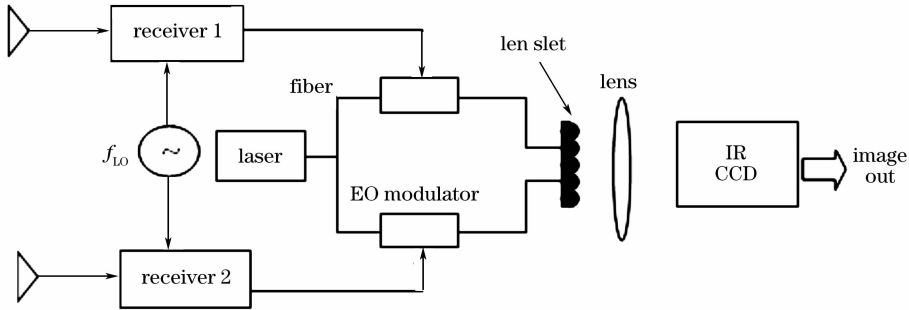 receiver 1
len slet
lens
fiber
f_LO
~
laser
IR
CCD
image
out
EO modulator
receiver 2